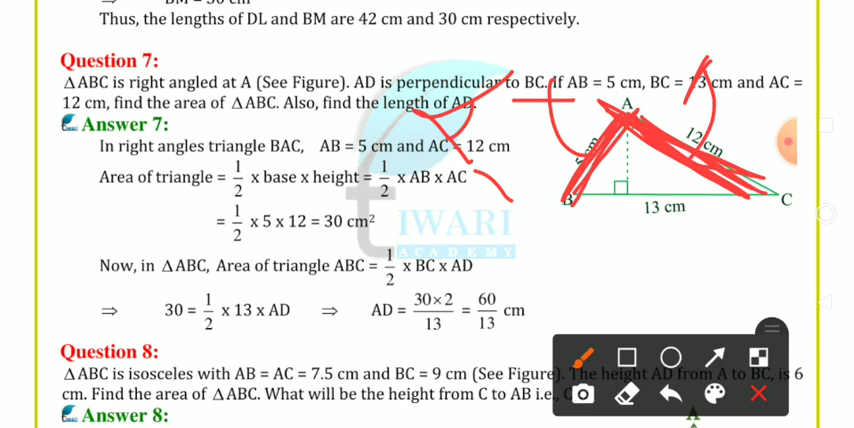 Thus, the lengths of DL and BM are 42 cm and 30 cm respectively.
Question 7:
ΔABC is right angled at A (See Figure). AD is perpendicular to BC. If AB = 5 cm, BC = 13 cm and AC =
12 cm, find the area of ΔABC. Also, find the length of AD.
Answer 7:
In right angles triangle BAC, AB = 5 cm and AC = 12 cm
Area of triangle = 1/2 x base x height = 1/2 x AB x AC
= 1/2 x 5 x 12 = 30 cm²
Now, in ΔABC, Area of triangle ABC = 1/2 x BC x AD
⇒ 30 = 1/2 x 13 x AD ⇒ AD = 30×2/13 = 60/13 cm
A
5 cm
12 cm
B
C
13 cm
IWARI
ACADEMY
Question 8:
ΔABC is isosceles with AB = AC = 7.5 cm and BC = 9 cm (See Figure). The height AD from A to BC, is 6
cm. Find the area of ΔABC. What will be the height from C to AB i.e.,
Answer 8:
A